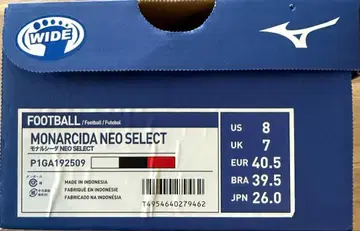 WIDE
FOOTBALL / Football / Futebol
MONARCIDA NEO SELECT
モナルシーダ NEO SELECT
P1GA192509
MADE IN INDONESIA
FABRIQUÉ EN INDONÉSIE
FABRICADO NA INDONÉSIA
T4954640279462
US 8
UK 7
EUR 40.5
BRA 39.5
JPN 26.0